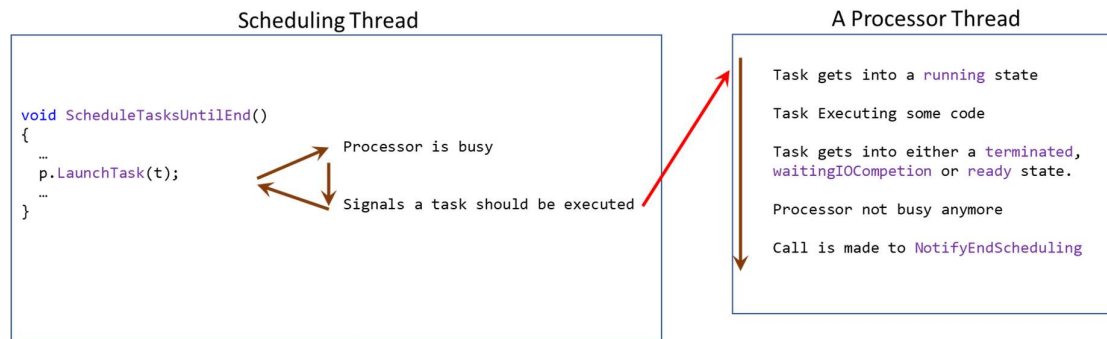 Scheduling Thread
void ScheduleTasksUntilEnd()
{
…
p.LaunchTask(t);
…
}
Processor is busy
Signals a task should be executed
A Processor Thread
Task gets into a running state
Task Executing some code
Task gets into either a terminated,
waitingIOCompetion or ready state.
Processor not busy anymore
Call is made to NotifyEndScheduling